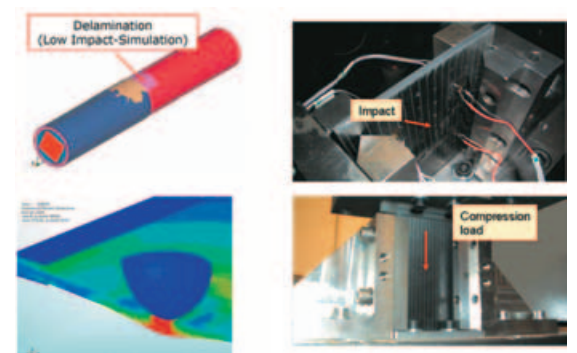 Delamination
(Low Impact-Simulation)
Impact
Compression
load